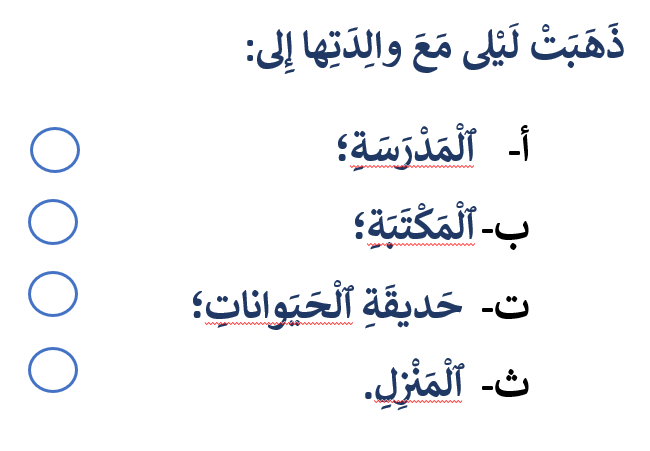 ذَهَبَتْ لَيْلى مَعَ والِدَتِها إِلى:
أ- ٱلْمَدْرَسَةِ؛
ب- ٱلْمَكْتَبَةِ؛
ت- حَديقَةِ ٱلْحَيَواناتِ؛
ث- ٱلْمَنْزِلِ.